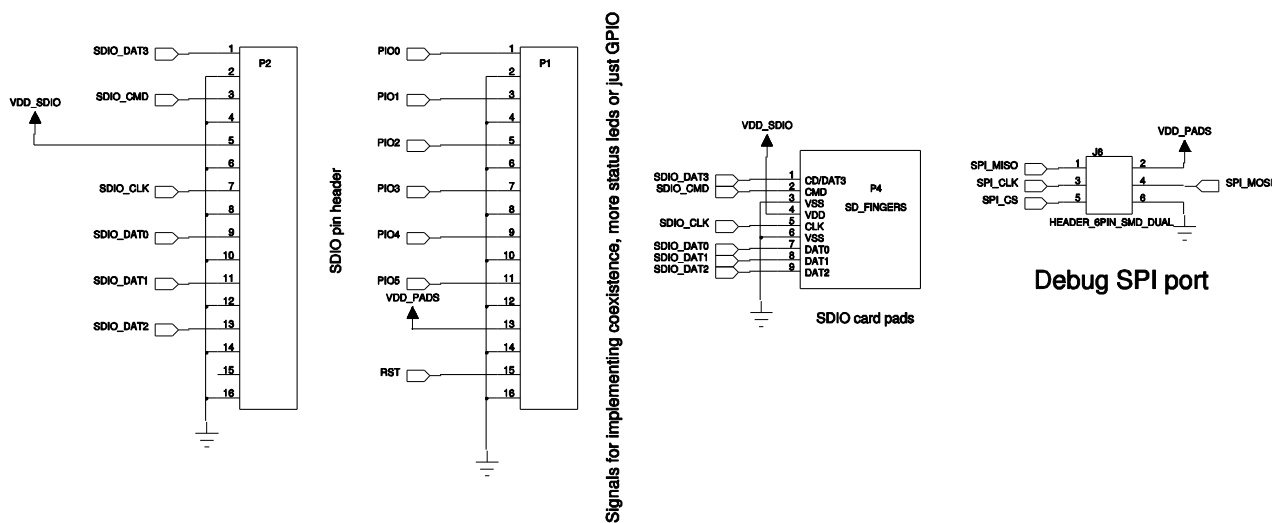 SDIO_DAT3
1
P2
2
SDIO_CMD
3
VDD_SDIO
4
5
6
SDIO_CLK
7
8
SDIO_DAT0
9
10
SDIO_DAT1
11
12
SDIO_DAT2
13
14
15
16
SDIO pin header
PIO0
1
P1
2
PIO1
3
4
PIO2
5
6
PIO3
7
8
PIO4
9
10
PIO5
11
VDD_PADS
12
13
14
RST
15
16
Signals for implementing coexistence, more status leds or just GPIO
VDD_SDIO
SDIO_DAT3
1
CD/DAT3
SDIO_CMD
2
CMD
3
VSS
4
VDD
SDIO_CLK
5
CLK
6
VSS
SDIO_DAT0
7
DAT0
SDIO_DAT1
8
DAT1
SDIO_DAT2
9
DAT2
P4
SD_FINGERS
SDIO card pads
VDD_PADS
J6
SPI_MISO
1
2
SPI_CLK
3
4
SPI_MOSI
SPI_CS
5
6
HEADER_6PIN_SMD_DUAL
Debug SPI port